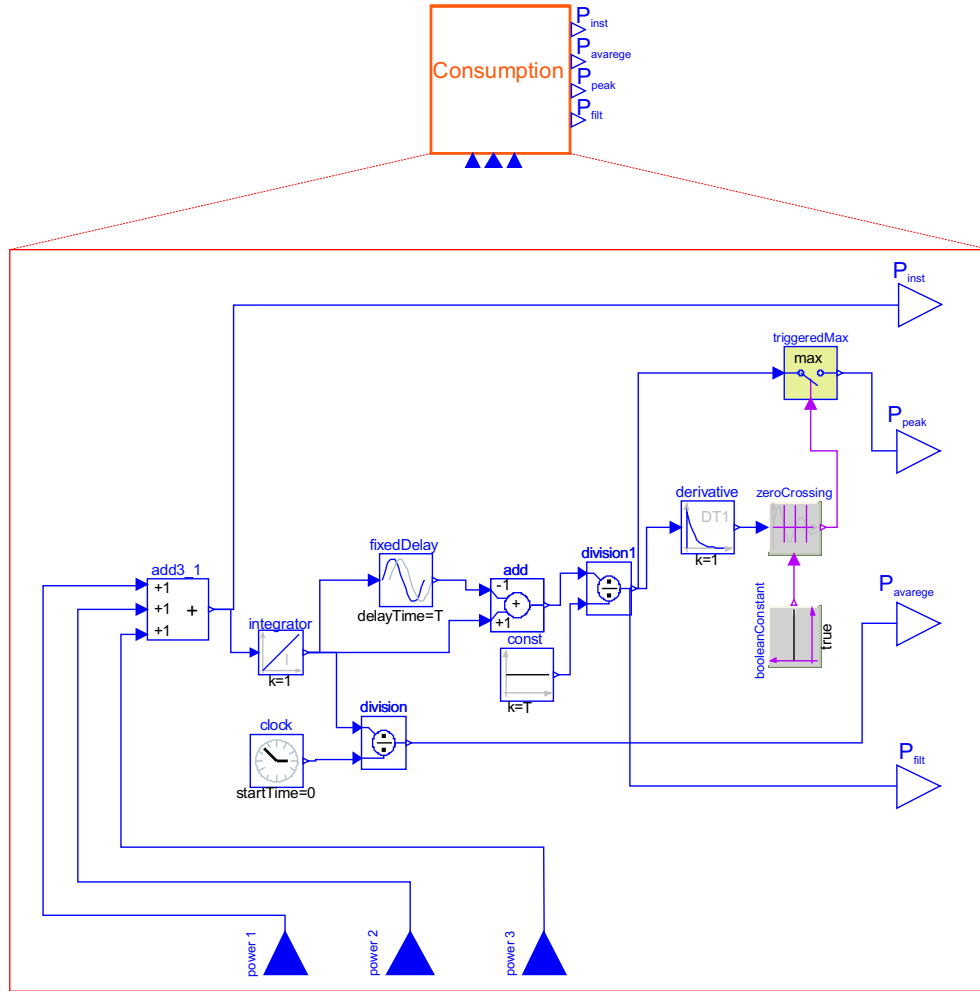 P inst
P avarege
Consumption
P peak
P filt
P inst
triggeredMax
max
P peak
derivative
zeroCrossing
DT1
k=1
fixedDelay
delayTime=T
add
-1
+
+1
division1
add3_1
+1
+1
+
+1
integrator
I
k=1
const
k=T
P avarege
booleanConstant
true
division
clock
startTime=0
P filt
power 1
power 2
power 3